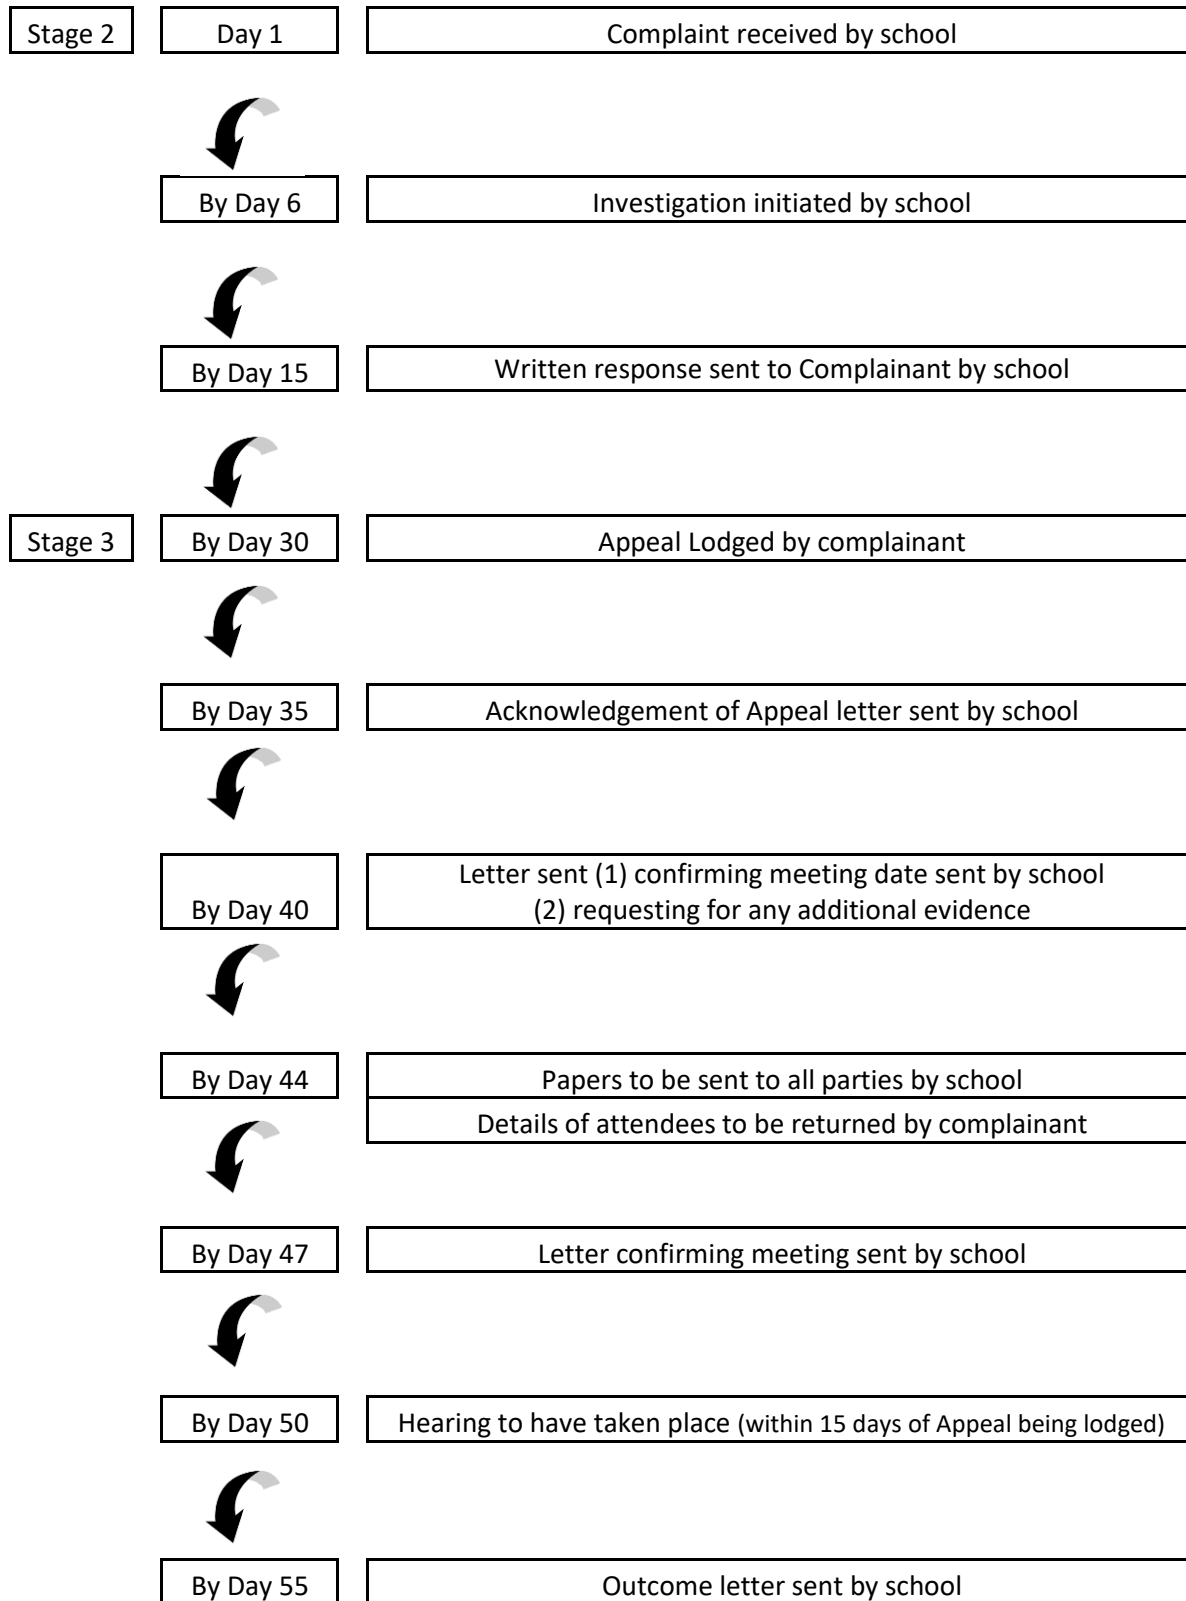 Stage 2 Day 1 Complaint received by school
By Day 6 Investigation initiated by school
By Day 15 Written response sent to Complainant by school
Stage 3 By Day 30 Appeal Lodged by complainant
By Day 35 Acknowledgement of Appeal letter sent by school
Letter sent (1) confirming meeting date sent by school
By Day 40 (2) requesting for any additional evidence
By Day 44 Papers to be sent to all parties by school
Details of attendees to be returned by complainant
By Day 47 Letter confirming meeting sent by school
By Day 50 Hearing to have taken place (within 15 days of Appeal being lodged)
By Day 55 Outcome letter sent by school